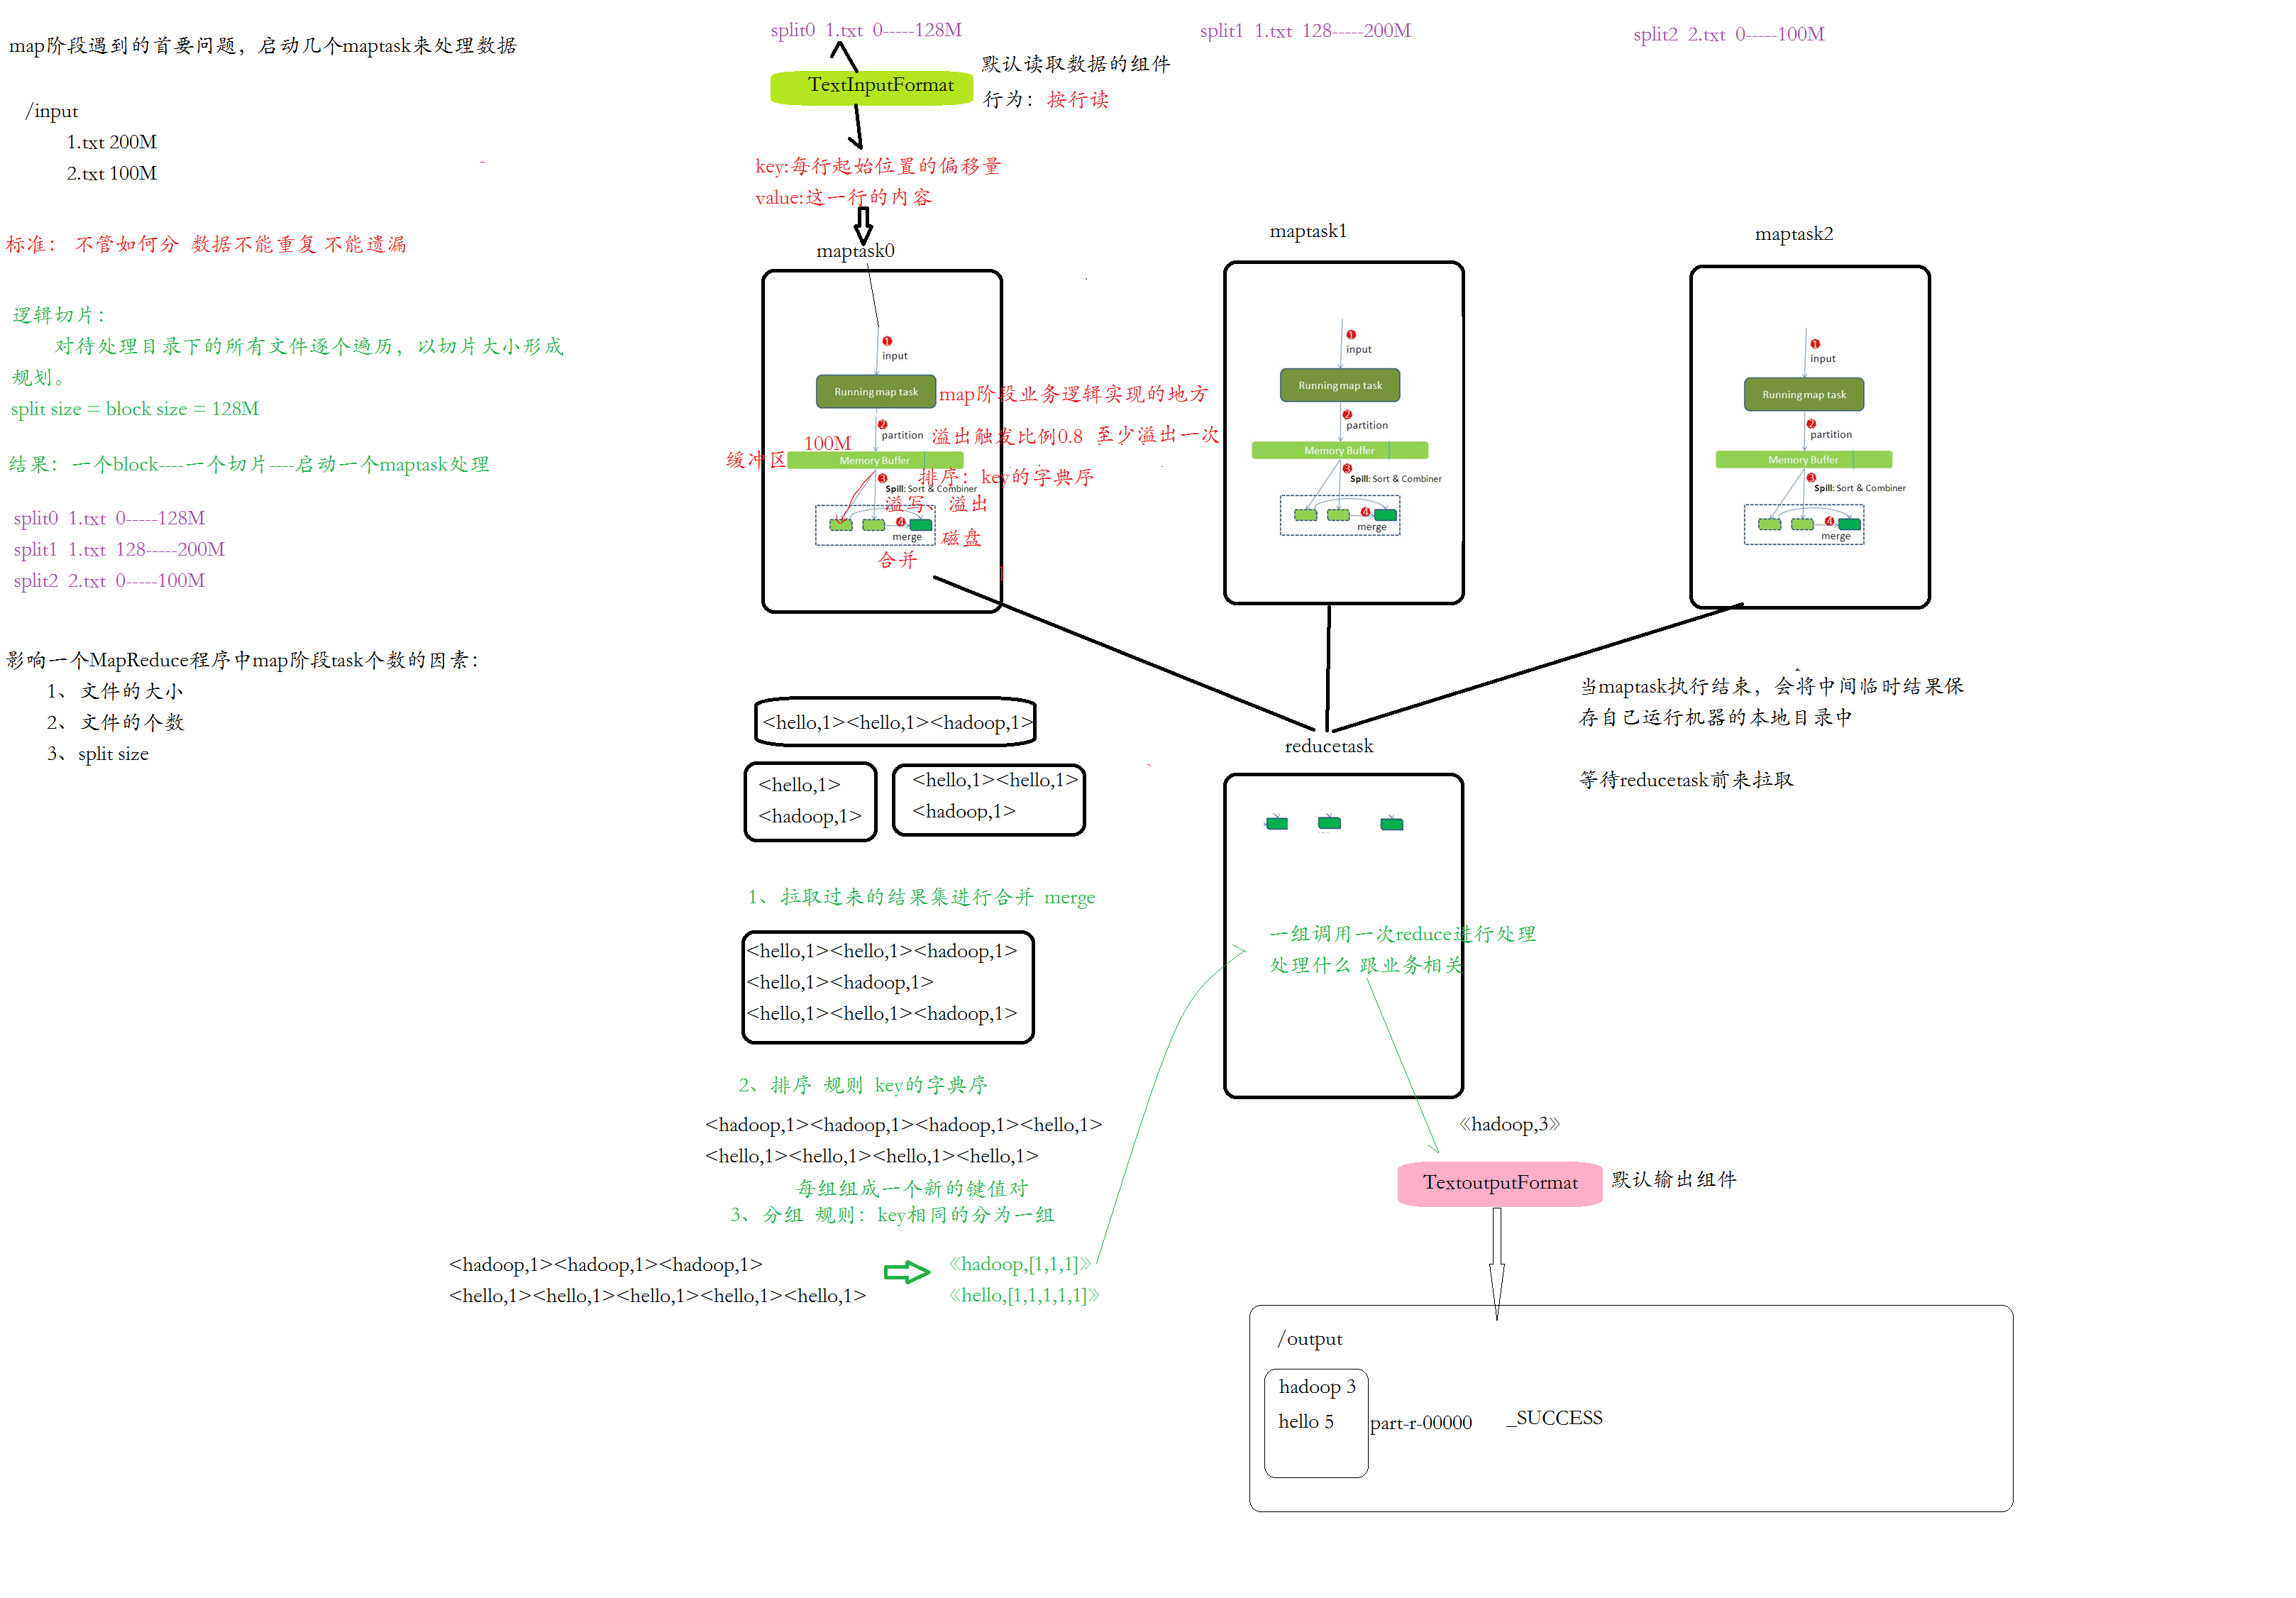 map阶段遇到的首要问题，启动几个maptask来处理数据
/input
1.txt 200M
2.txt 100M
标准： 不管如何分 数据不能重复 不能遗漏
逻辑切片：
对待处理目录下的所有文件逐个遍历，以切片大小形成
规划。
split size = block size = 128M
结果：一个block----一个切片----启动一个maptask处理
split0 1.txt 0-----128M
split1 1.txt 128-----200M
split2 2.txt 0-----100M
影响一个MapReduce程序中map阶段task个数的因素：
1、文件的大小
2、文件的个数
3、split size
split0 1.txt 0-----128M
split1 1.txt 128-----200M
split2 2.txt 0-----100M
TextInputFormat
默认读取数据的组件
行为：按行读
key:每行起始位置的偏移量
value:这一行的内容
maptask0
1
input
Running map task
map阶段业务逻辑实现的地方
2
partition
溢出触发比例0.8 至少溢出一次
100M
缓冲区
Memory Buffer
3
排序：key的字典序
Spill: Sort & Combiner
溢写、溢出
4
merge
磁盘
合并
maptask1
1
input
Running map task
2
partition
Memory Buffer
3
Spill: Sort & Combiner
4
merge
maptask2
1
input
Running map task
2
partition
Memory Buffer
3
Spill: Sort & Combiner
4
merge
当maptask执行结束，会将中间临时结果保
存自己运行机器的本地目录中
等待reducetask前来拉取
<hello,1><hello,1><hadoop,1>
<hello,1>
<hadoop,1>
<hello,1><hello,1>
<hadoop,1>
1、拉取过来的结果集进行合并 merge
<hello,1><hello,1><hadoop,1>
<hello,1><hadoop,1>
<hello,1><hello,1><hadoop,1>
2、排序 规则 key的字典序
<hadoop,1><hadoop,1><hadoop,1><hello,1>
<hello,1><hello,1><hello,1><hello,1>
每组组成一个新的键值对
3、分组 规则：key相同的分为一组
<hadoop,1><hadoop,1><hadoop,1>
<hello,1><hello,1><hello,1><hello,1><hello,1>
《hadoop,[1,1,1]》
《hello,[1,1,1,1,1]》
reducetask
一组调用一次reduce进行处理
处理什么 跟业务相关
《hadoop,3》
TextoutputFormat
默认输出组件
/output
hadoop 3
hello 5
part-r-00000
_SUCCESS